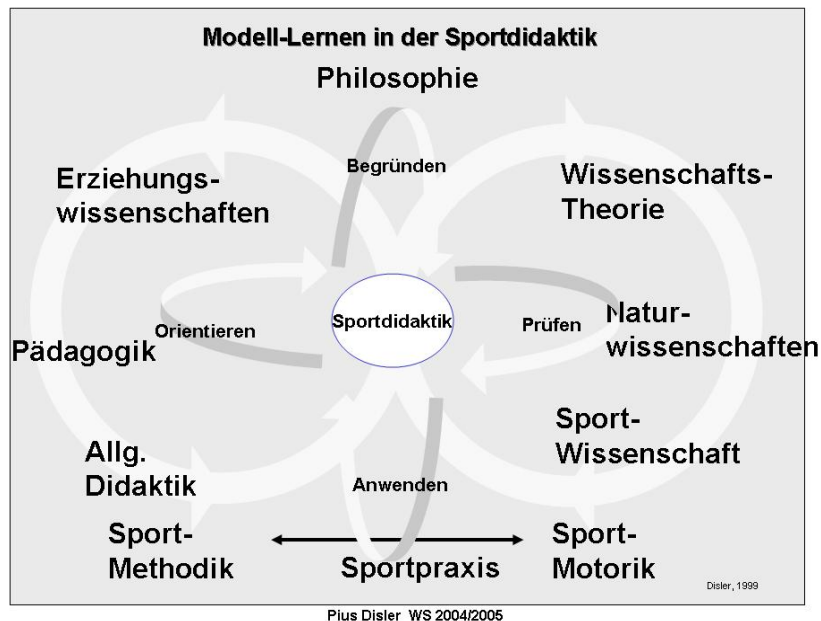 Modell-Lernen in der Sportdidaktik
Philosophie
Begründen
Erziehungs-
wissenschaften
Wissenschafts-
Theorie
Orientieren
Sportdidaktik
Prüfen
Natur-
wissenschaften
Pädagogik
Sport-
Wissenschaft
Allg.
Didaktik
Anwenden
Sport-
Methodik
Sportpraxis
Sport-
Motorik
Disler, 1999
Pius Disler WS 2004/2005